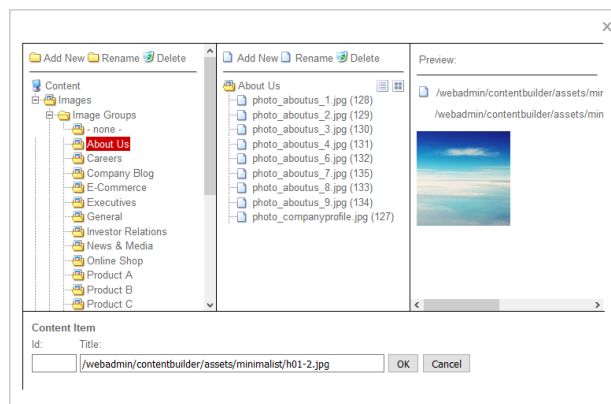 Add New Rename Delete
Content
Images
Image Groups
- none -
About Us
Careers
Company Blog
E-Commerce
Executives
General
Investor Relations
News & Media
Online Shop
Product A
Product B
Product C
Add New Rename Delete
About Us
photo_aboutus_1.jpg (128)
photo_aboutus_2.jpg (129)
photo_aboutus_3.jpg (130)
photo_aboutus_4.jpg (131)
photo_aboutus_6.jpg (132)
photo_aboutus_7.jpg (135)
photo_aboutus_8.jpg (133)
photo_aboutus_9.jpg (134)
photo_companyprofile.jpg (127)
Preview:
/webadmin/contentbuilder/assets/min
/webadmin/contentbuilder/assets/min
Content Item
Id: Title:
/webadmin/contentbuilder/assets/minimalist/h01-2.jpg OK Cancel